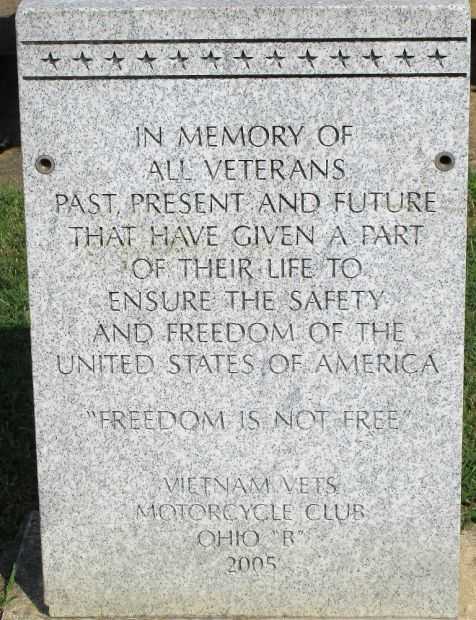 IN MEMORY OF
ALL VETERANS
PAST, PRESENT AND FUTURE
THAT HAVE GIVEN A PART
OF THEIR LIFE TO
ENSURE THE SAFETY
AND FREEDOM OF THE
UNITED STATES OF AMERICA
"FREEDOM IS NOT FREE"
VIETNAM VETS
MOTORCYCLE CLUB
OHIO "B"
2005